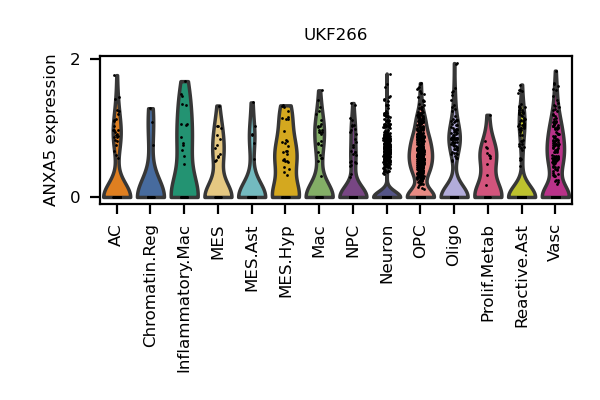 UKF266
ANXA5 expression
2
0
AC
Chromatin.Reg
Inflammatory.Mac
MES
MES.Ast
MES.Hyp
Mac
NPC
Neuron
OPC
Oligo
Prolif.Metab
Reactive.Ast
Vasc